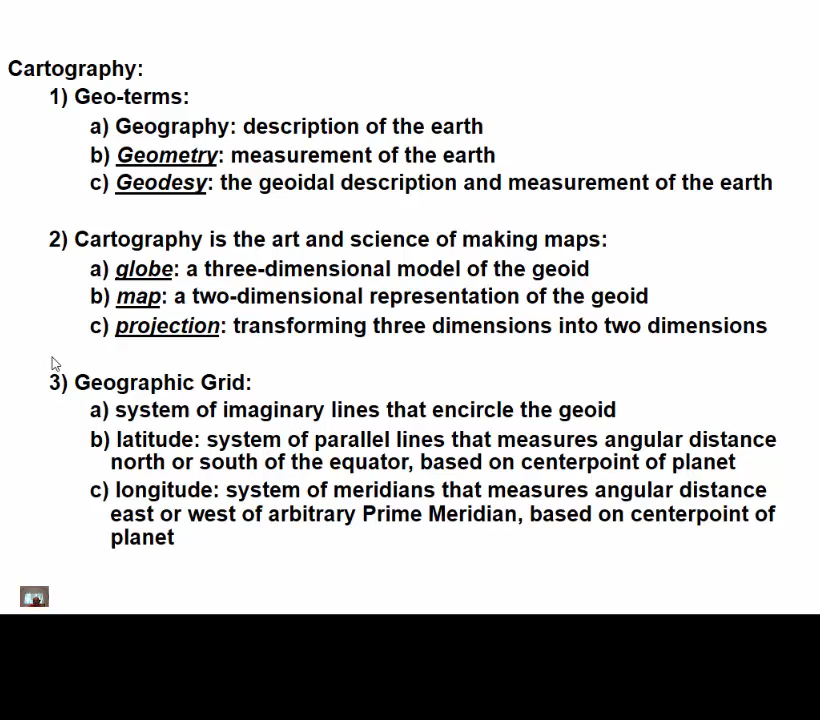 Cartography:
1) Geo-terms:
a) Geography: description of the earth
b) Geometry: measurement of the earth
c) Geodesy: the geoidal description and measurement of the earth
2) Cartography is the art and science of making maps:
a) globe: a three-dimensional model of the geoid
b) map: a two-dimensional representation of the geoid
c) projection: transforming three dimensions into two dimensions
3) Geographic Grid:
a) system of imaginary lines that encircle the geoid
b) latitude: system of parallel lines that measures angular distance
north or south of the equator, based on centerpoint of planet
c) longitude: system of meridians that measures angular distance
east or west of arbitrary Prime Meridian, based on centerpoint of
planet